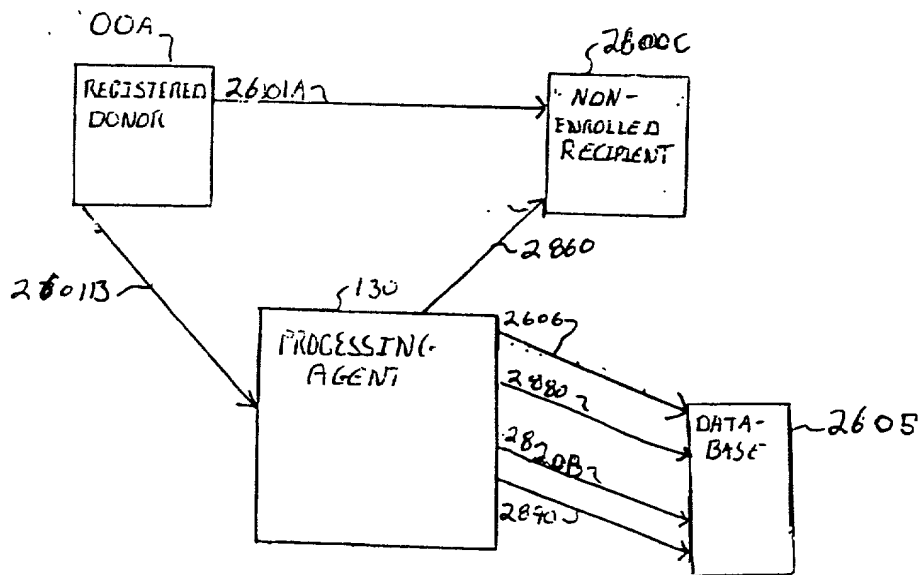 00A
2600C
REGISTERED
DONOR
2601A
NON-
ENROLLED
RECIPIENT
2860
2601B
130
PROCESSING
AGENT
2606
2880
2820B
2890
DATA-
BASE
2605